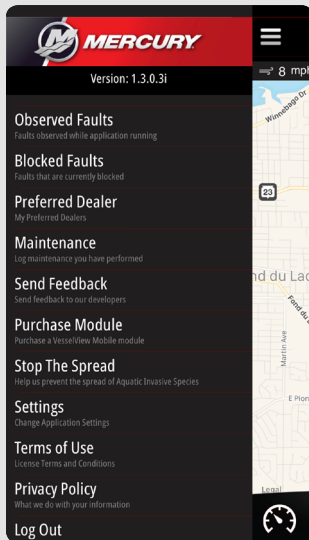 MERCURY
Version: 1.3.0.3i
8 mph
Winnebago Dr
Observed Faults
Faults observed while application running
Blocked Faults
Faults that are currently blocked
23
Preferred Dealer
My Preferred Dealers
Maintenance
Log maintenance you have performed
nd du Lac
Send Feedback
Send feedback to our developers
Fond du
Purchase Module
Purchase a VesselView Mobile module
Martin Ave
Stop The Spread
Help us prevent the spread of Aquatic Invasive Species
Settings
Change Application Settings
E Pion
Terms of Use
License Terms and Conditions
Privacy Policy
What we do with your information
Legal
Log Out